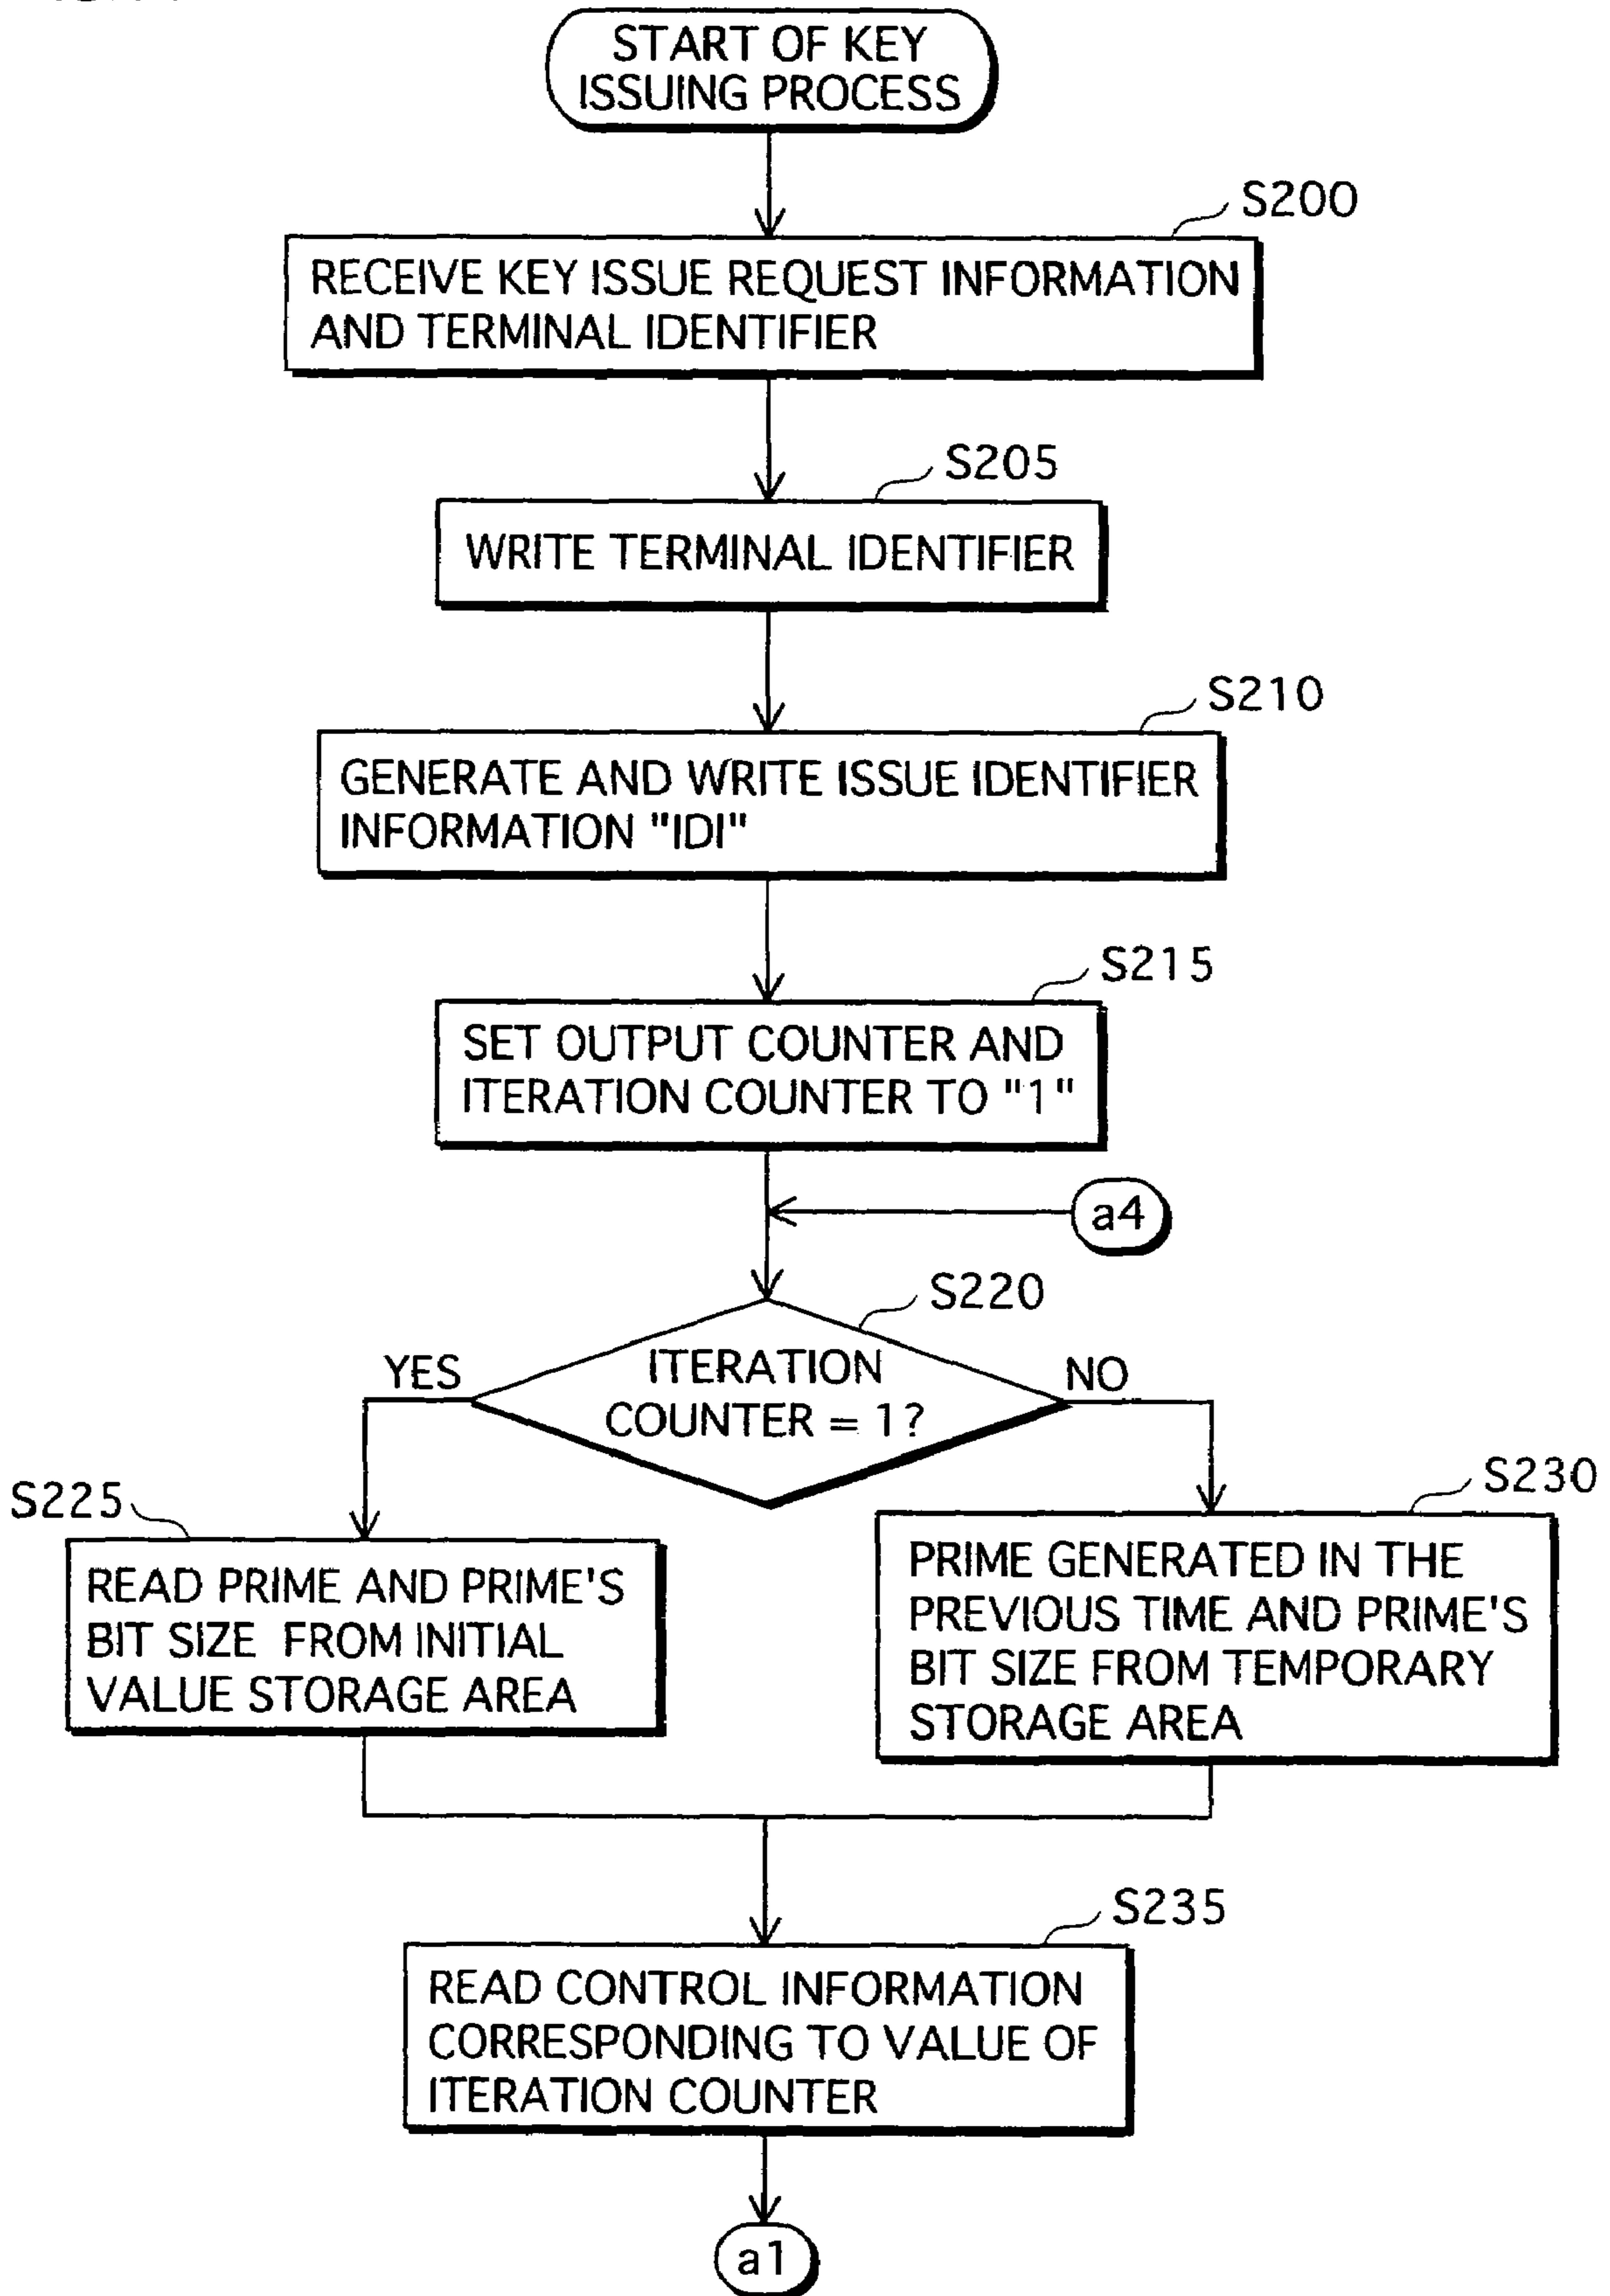 START OF KEY
ISSUING PROCESS
S200
RECEIVE KEY ISSUE REQUEST INFORMATION
AND TERMINAL IDENTIFIER
S205
WRITE TERMINAL IDENTIFIER
S210
GENERATE AND WRITE ISSUE IDENTIFIER
INFORMATION "IDI"
S215
SET OUTPUT COUNTER AND
ITERATION COUNTER TO "1"
a4
S220
ITERATION
COUNTER = 1?
YES
NO
S225
READ PRIME AND PRIME'S
BIT SIZE FROM INITIAL
VALUE STORAGE AREA
S230
PRIME GENERATED IN THE
PREVIOUS TIME AND PRIME'S
BIT SIZE FROM TEMPORARY
STORAGE AREA
S235
READ CONTROL INFORMATION
CORRESPONDING TO VALUE OF
ITERATION COUNTER
a1